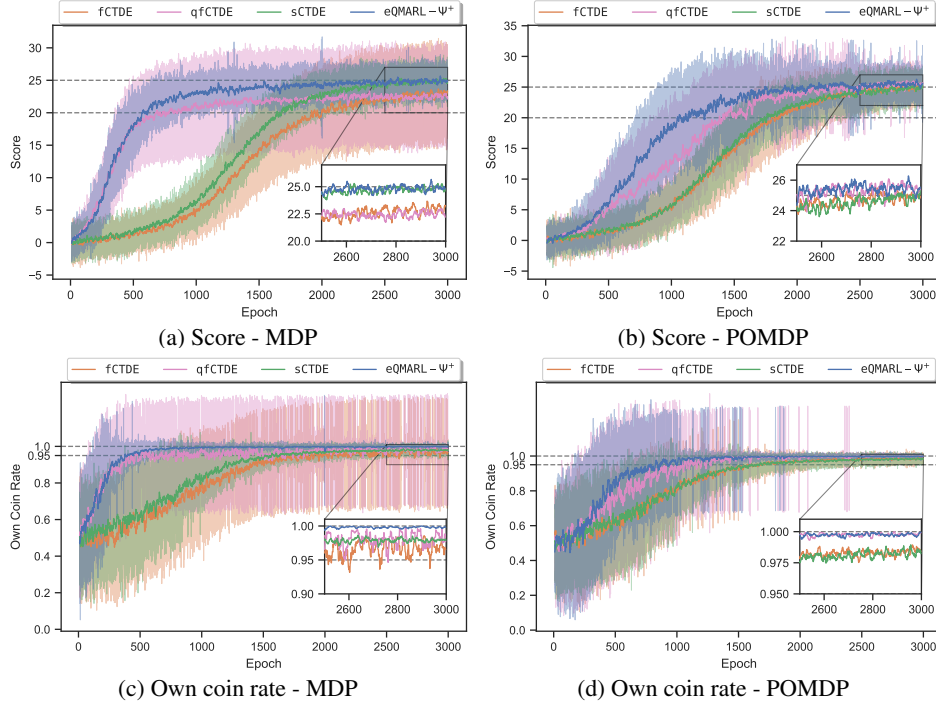 fCTDE qfCTDE sCTDE eQMARL−Ψ⁺
Score
30
25
20
15
10
5
0
−5
25.0
22.5
20.0
2600 2800 3000
0 500 1000 1500 2000 2500 3000
Epoch
(a) Score - MDP
fCTDE qfCTDE sCTDE eQMARL−Ψ⁺
Score
30
25
20
15
10
5
0
−5
26
24
22
2600 2800 3000
0 500 1000 1500 2000 2500 3000
Epoch
(b) Score - POMDP
fCTDE qfCTDE sCTDE eQMARL−Ψ⁺
Own Coin Rate
1.0
0.95
0.8
0.6
0.4
0.2
0.0
1.00
0.95
0.90
2600 2800 3000
0 500 1000 1500 2000 2500 3000
Epoch
(c) Own coin rate - MDP
fCTDE qfCTDE sCTDE eQMARL−Ψ⁺
Own Coin Rate
1.0
0.95
0.8
0.6
0.4
0.2
0.0
1.000
0.975
0.950
2600 2800 3000
0 500 1000 1500 2000 2500 3000
Epoch
(d) Own coin rate - POMDP